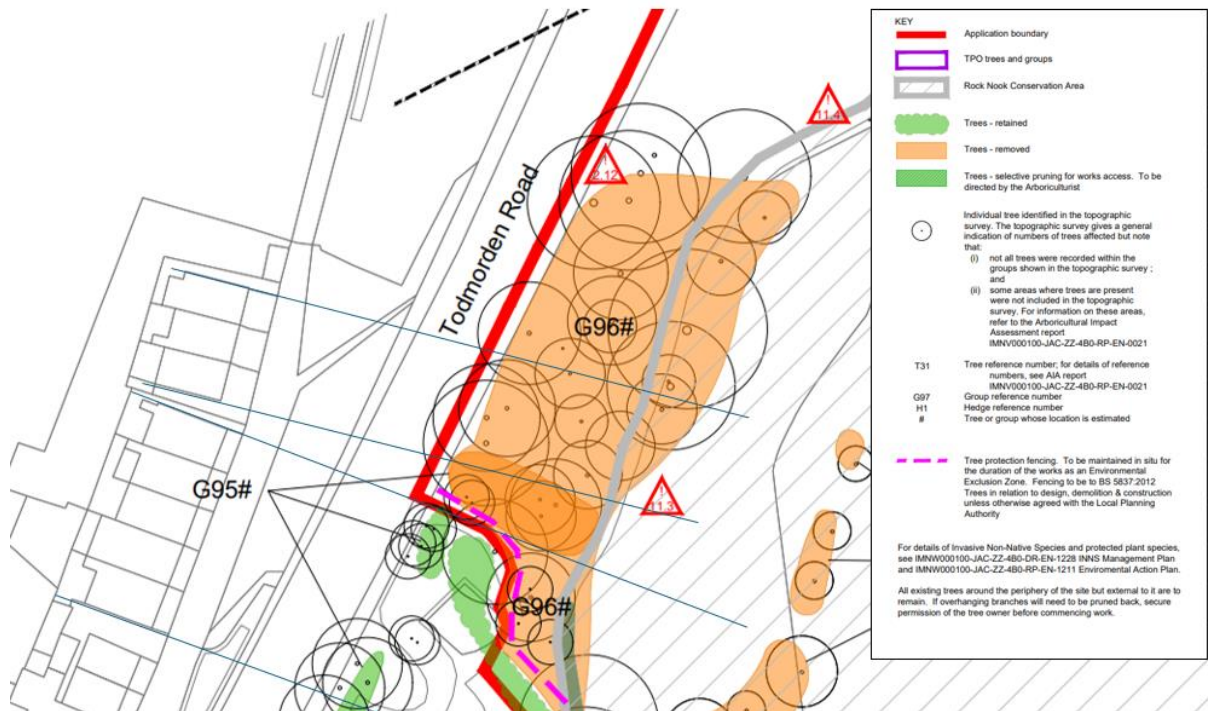 Todmorden Road
2.12
11.4
G96#
G95#
11.3
G96#
KEY
Application boundary
TPO trees and groups
Rock Nook Conservation Area
Trees - retained
Trees - removed
Trees - selective pruning for works access. To be
directed by the Arboriculturist
Individual tree identified in the topographic
survey. The topographic survey gives a general
indication of numbers of trees affected but note
that:
(i) not all trees were recorded within the
groups shown in the topographic survey ;
and
(ii) some areas where trees are present
were not included in the topographic
survey. For information on these areas,
refer to the Arboricultural Impact
Assessment report
IMNV000100-JAC-ZZ-4B0-RP-EN-0021
T31 Tree reference number; for details of reference
numbers, see AIA report
IMNV000100-JAC-ZZ-4B0-RP-EN-0021
G97 Group reference number
H1 Hedge reference number
# Tree or group whose location is estimated
Tree protection fencing. To be maintained in situ for
the duration of the works as an Environmental
Exclusion Zone. Fencing to be to BS 5837:2012
Trees in relation to design, demolition & construction
unless otherwise agreed with the Local Planning
Authority
For details of Invasive Non-Native Species and protected plant species,
see IMNW000100-JAC-ZZ-4B0-DR-EN-1228 INNS Management Plan
and IMNW000100-JAC-ZZ-4B0-RP-EN-1211 Enviromental Action Plan.
All existing trees around the periphery of the site but external to it are to
remain. If overhanging branches will need to be pruned back, secure
permission of the tree owner before commencing work.